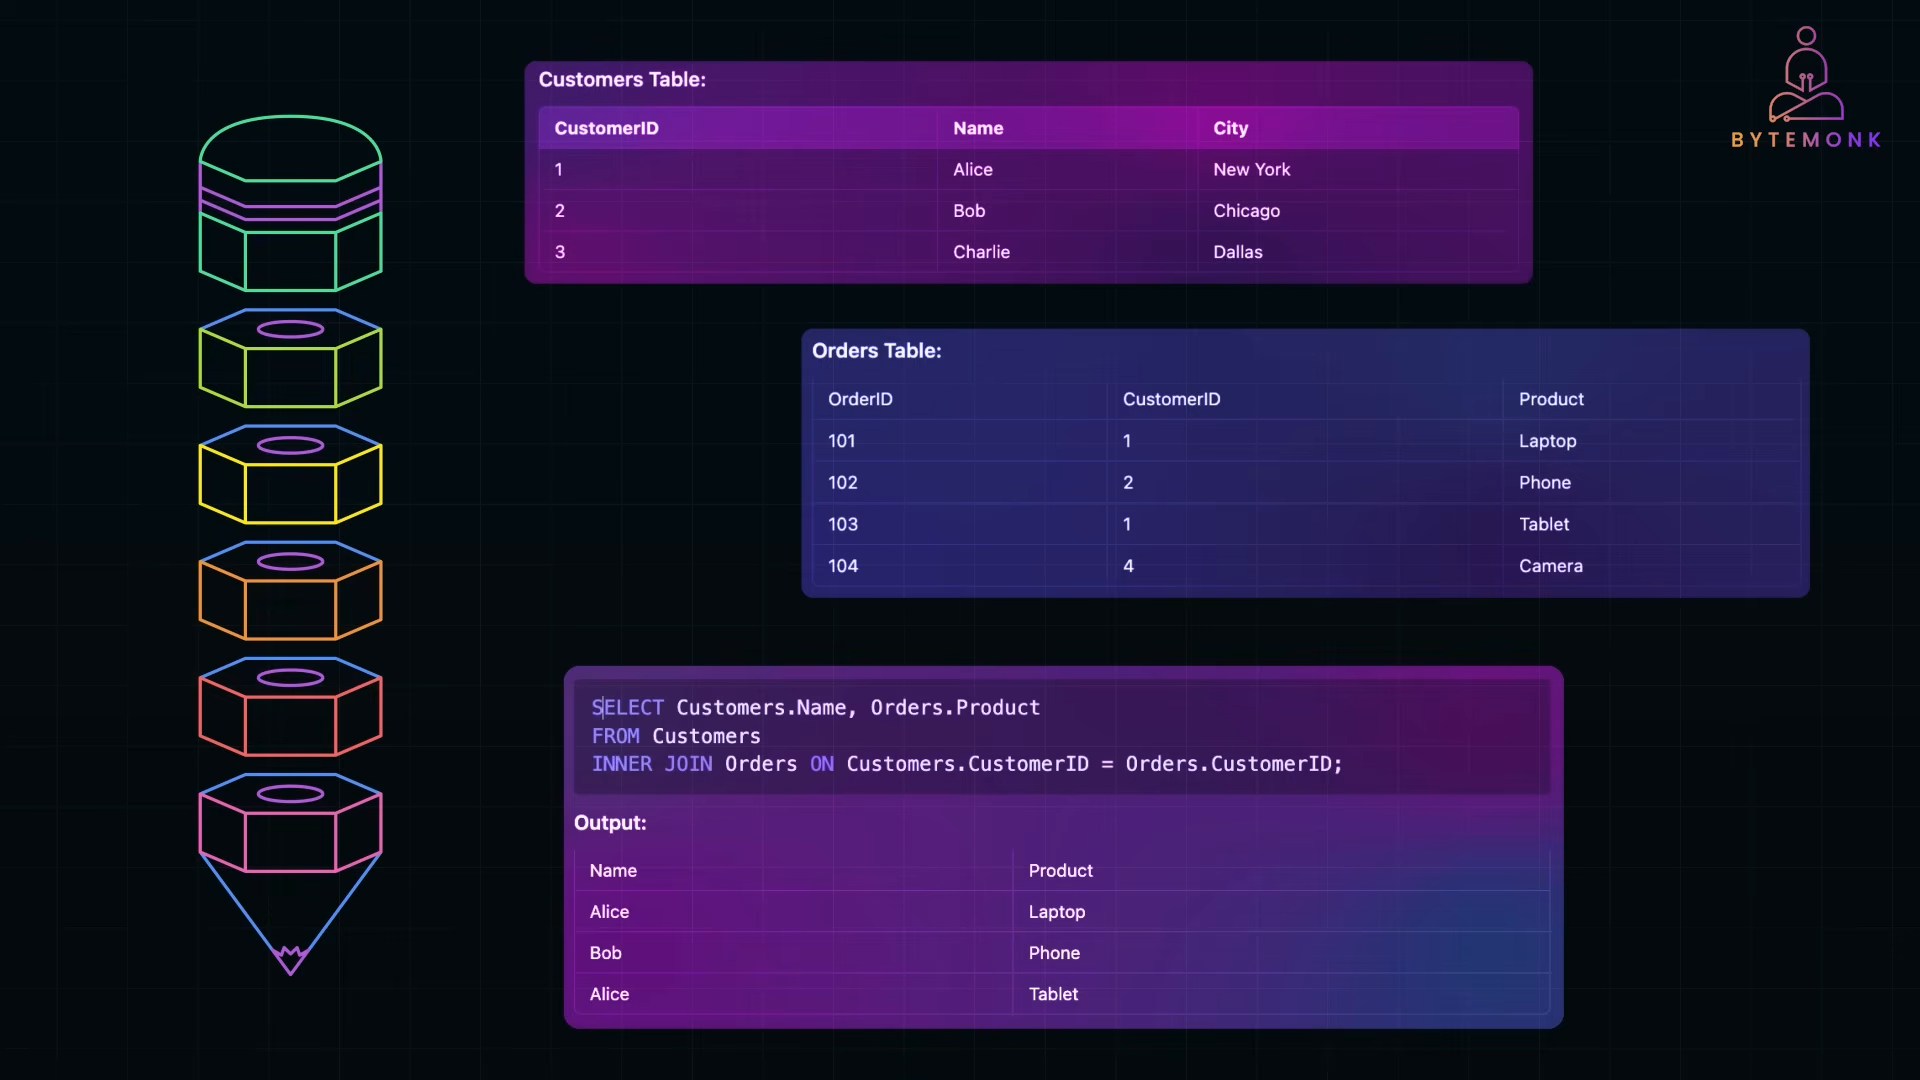 BYTEMONK
Customers Table:
CustomerID Name City
1 Alice New York
2 Bob Chicago
3 Charlie Dallas
Orders Table:
OrderID CustomerID Product
101 1 Laptop
102 2 Phone
103 1 Tablet
104 4 Camera
SELECT Customers.Name, Orders.Product
FROM Customers
INNER JOIN Orders ON Customers.CustomerID = Orders.CustomerID;
Output:
Name Product
Alice Laptop
Bob Phone
Alice Tablet